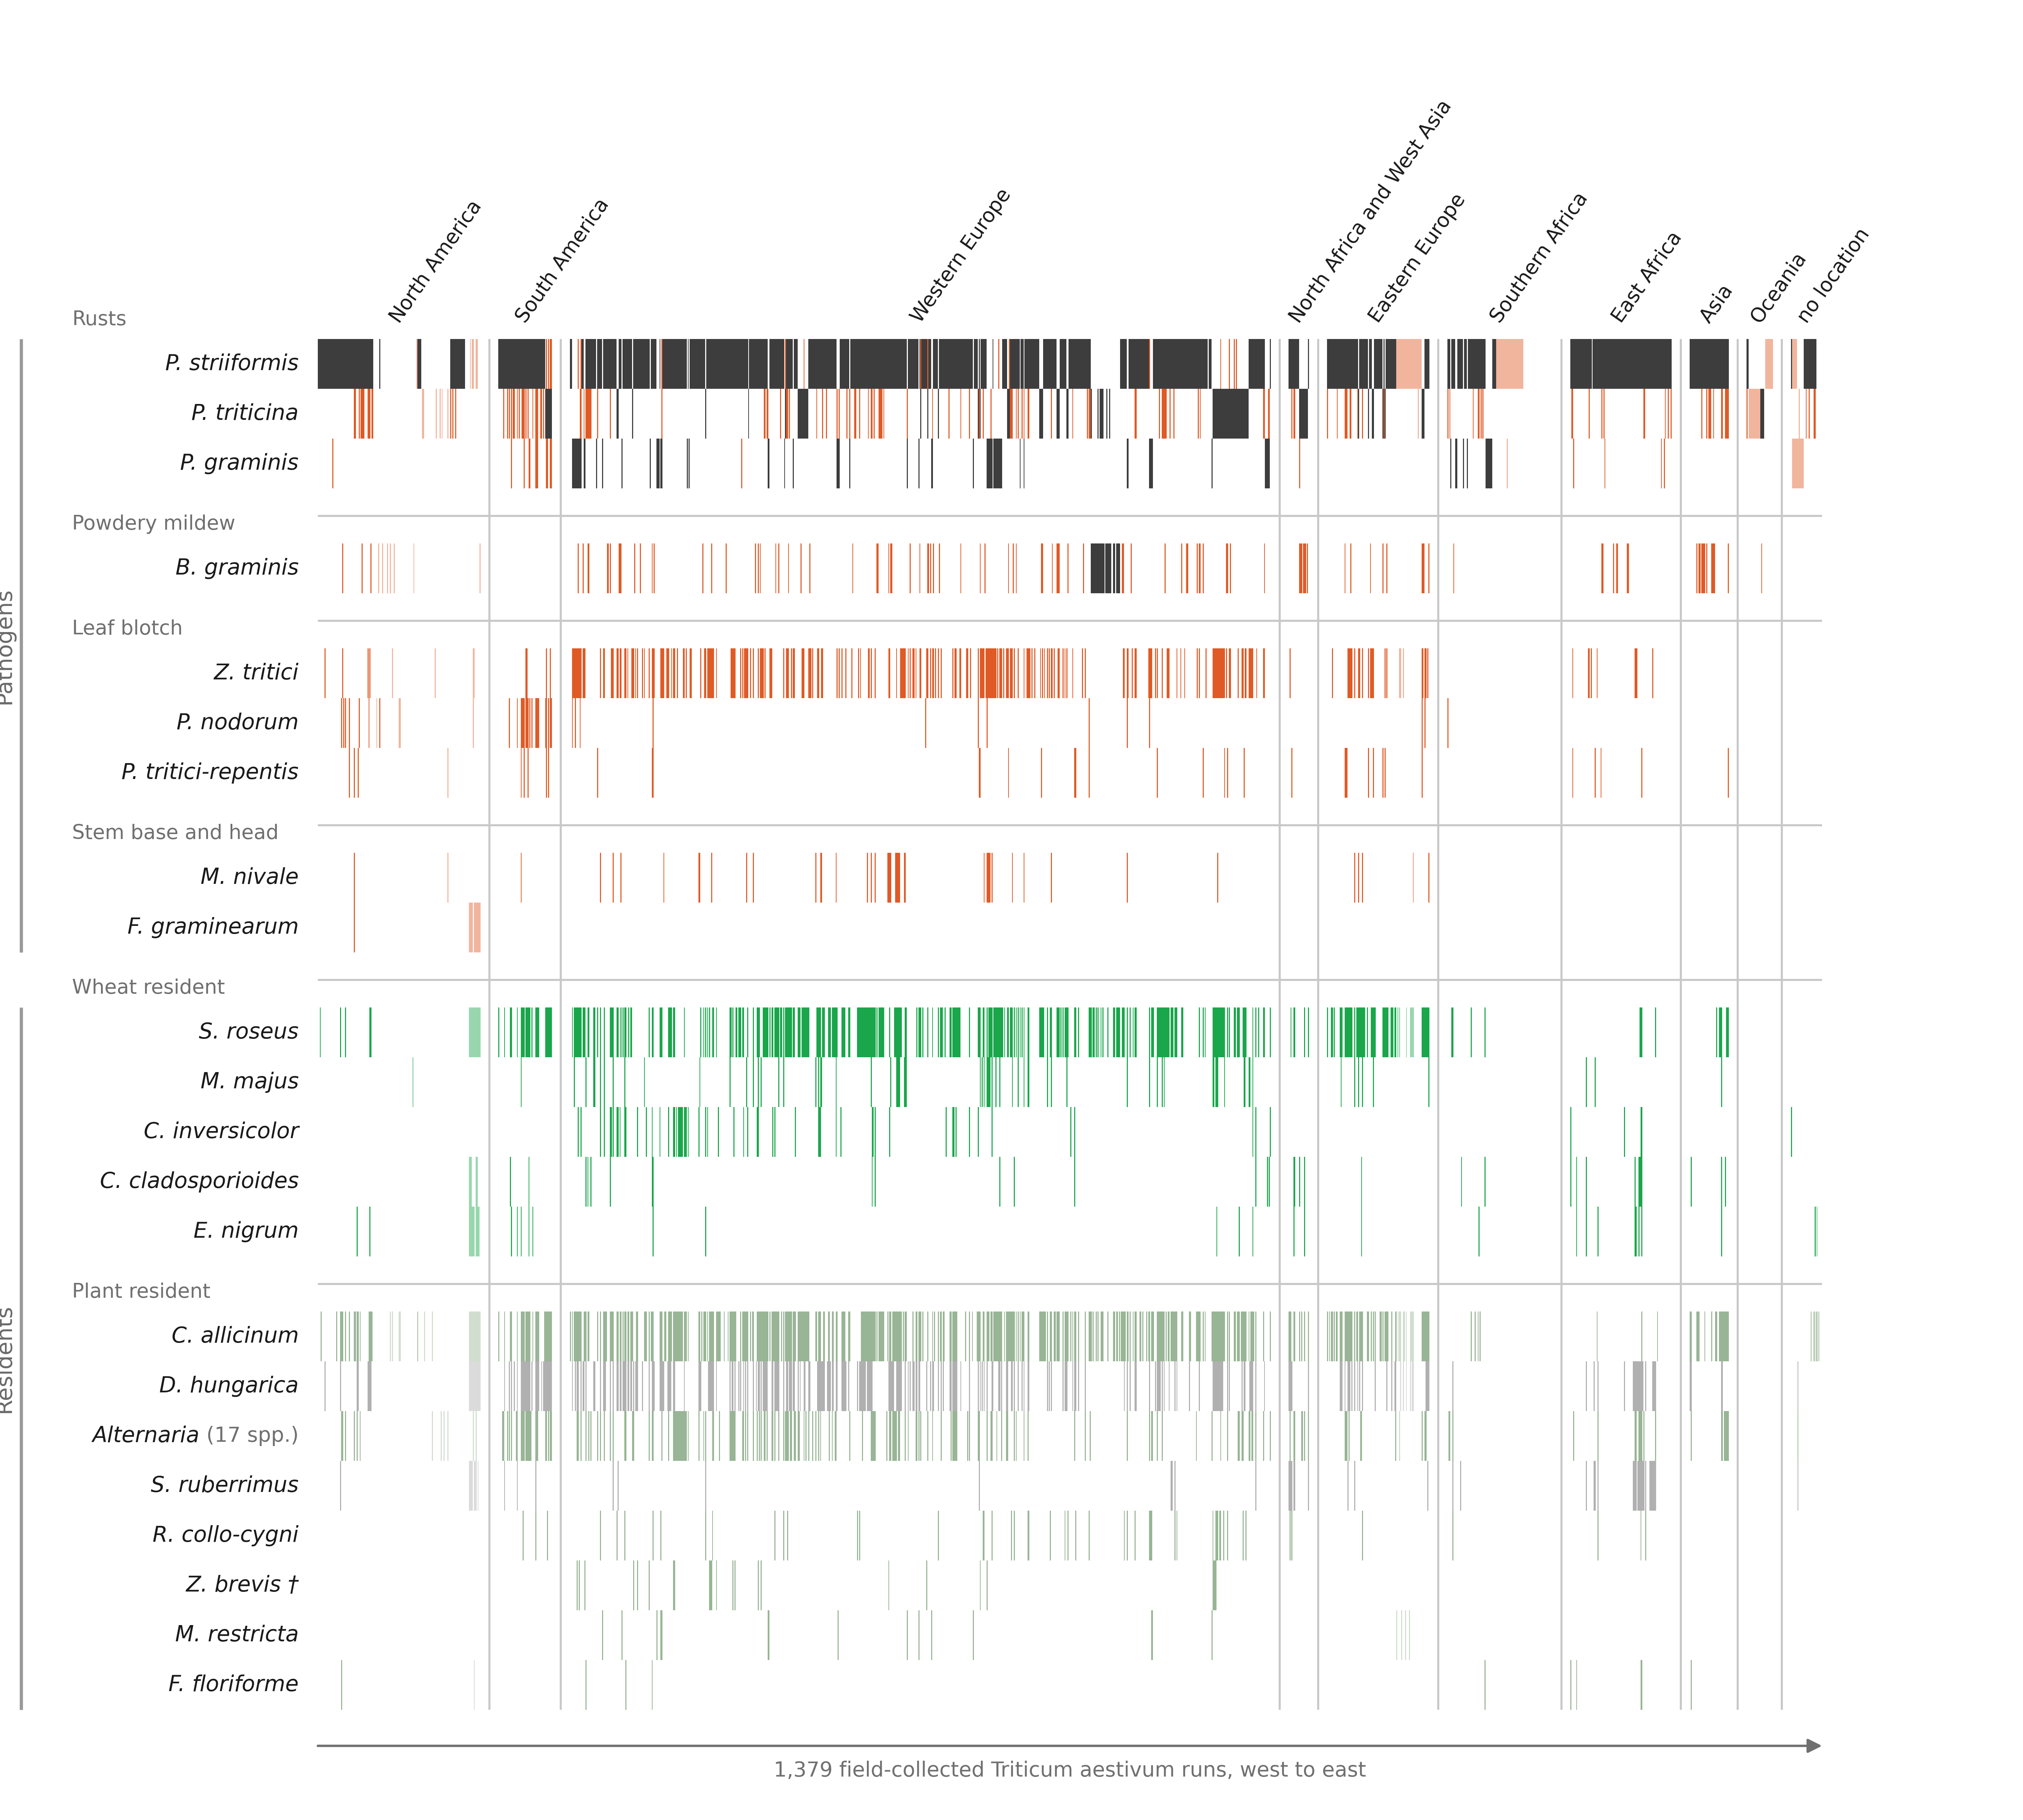 North America
South America
Western Europe
North Africa and West Asia
Eastern Europe
Southern Africa
East Africa
Asia
Oceania
no location
Pathogens
Rusts
P. striiformis
P. triticina
P. graminis
Powdery mildew
B. graminis
Leaf blotch
Z. tritici
P. nodorum
P. tritici-repentis
Stem base and head
M. nivale
F. graminearum
Residents
Wheat resident
S. roseus
M. majus
C. inversicolor
C. cladosporioides
E. nigrum
Plant resident
C. allicinum
D. hungarica
Alternaria (17 spp.)
S. ruberrimus
R. collo-cygni
Z. brevis †
M. restricta
F. floriforme
1,379 field-collected Triticum aestivum runs, west to east